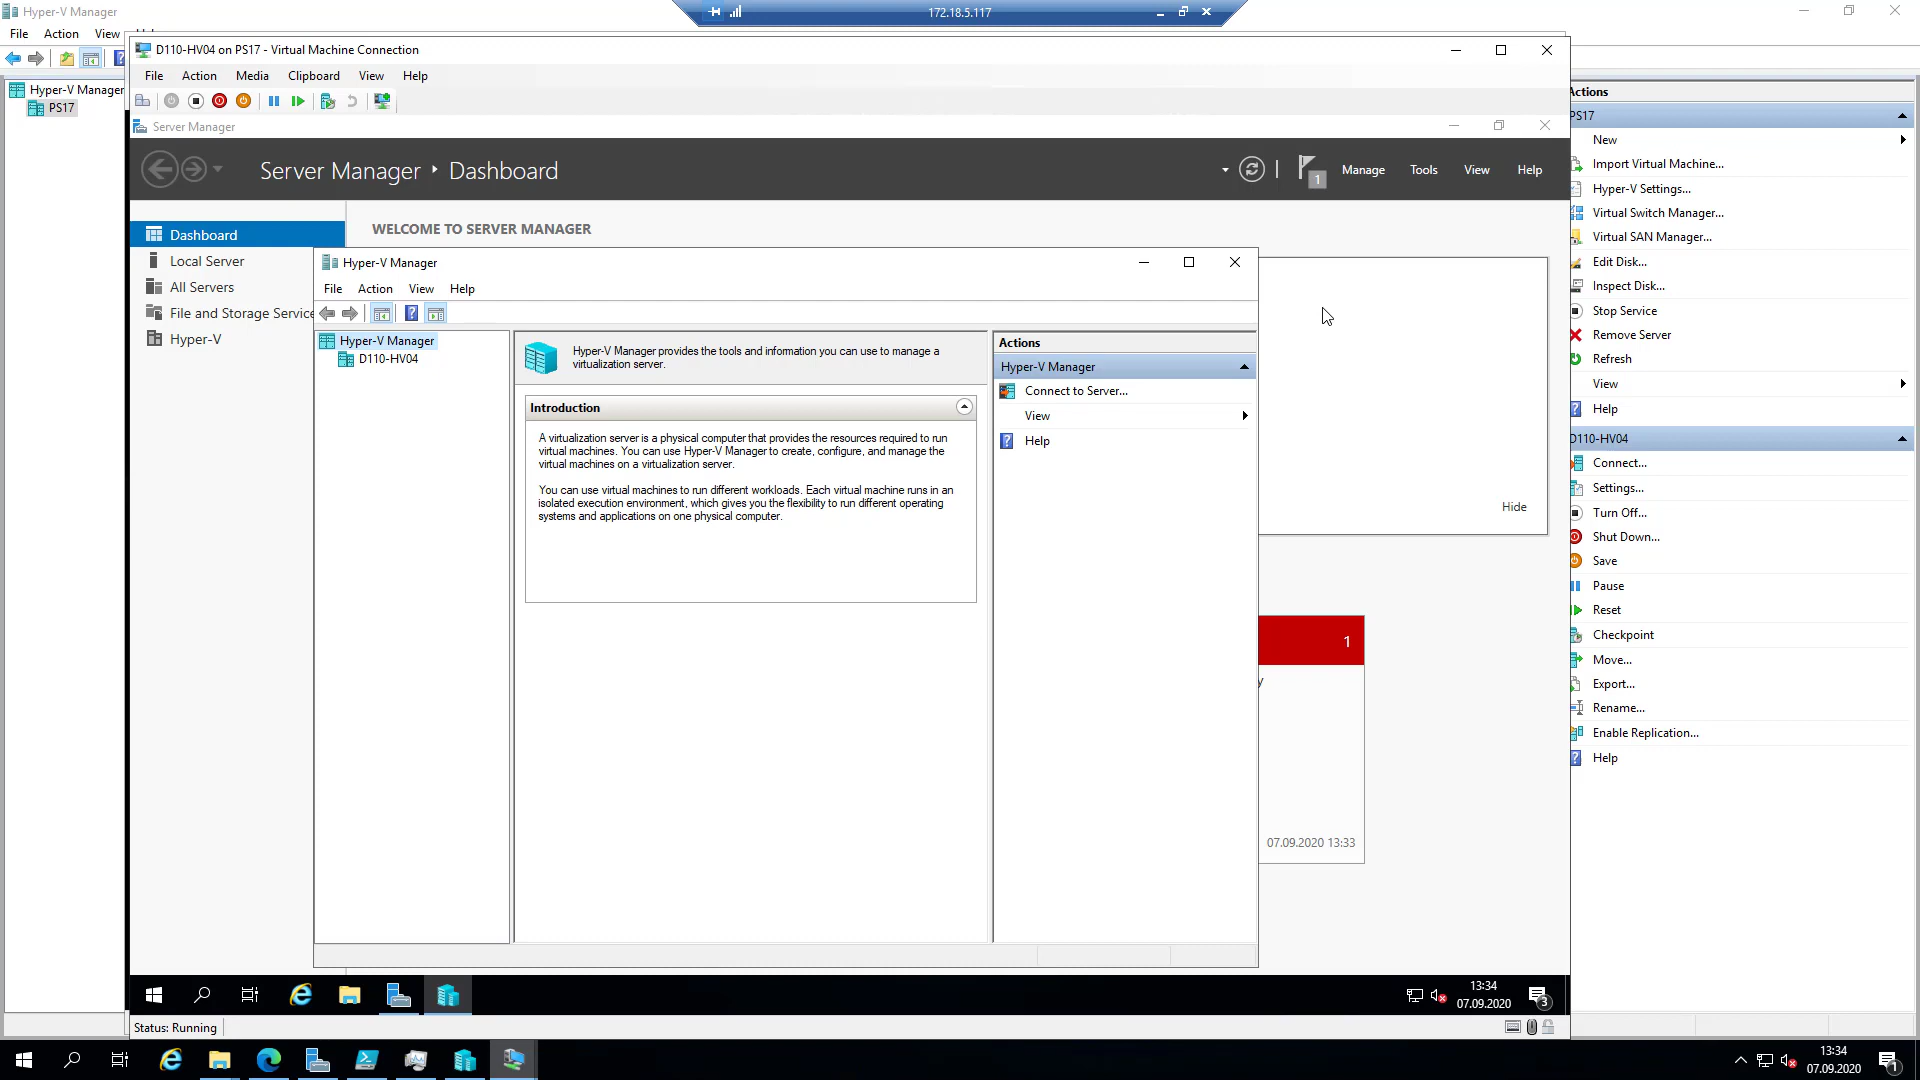 Hyper-V Manager
172.18.5.117
File Action View
D110-HV04 on PS17 - Virtual Machine Connection
File Action Media Clipboard View Help
Hyper-V Manager
PS17
Server Manager
Server Manager
Dashboard
1
Manage
Tools
View
Help
Dashboard
Local Server
All Servers
File and Storage Service
Hyper-V
WELCOME TO SERVER MANAGER
Hyper-V Manager
File Action View Help
Hyper-V Manager
D110-HV04
Hyper-V Manager provides the tools and information you can use to manage a
virtualization server.
Introduction
A virtualization server is a physical computer that provides the resources required to run
virtual machines. You can use Hyper-V Manager to create, configure, and manage the
virtual machines on a virtualization server.
You can use virtual machines to run different workloads. Each virtual machine runs in an
isolated execution environment, which gives you the flexibility to run different operating
systems and applications on one physical computer.
Actions
Hyper-V Manager
Connect to Server...
View
Help
Hide
1
y
07.09.2020 13:33
13:34
07.09.2020
3
Status: Running
Actions
PS17
New
Import Virtual Machine...
Hyper-V Settings...
Virtual Switch Manager...
Virtual SAN Manager...
Edit Disk...
Inspect Disk...
Stop Service
Remove Server
Refresh
View
Help
D110-HV04
Connect...
Settings...
Turn Off...
Shut Down...
Save
Pause
Reset
Checkpoint
Move...
Export...
Rename...
Enable Replication...
Help
13:34
07.09.2020
1